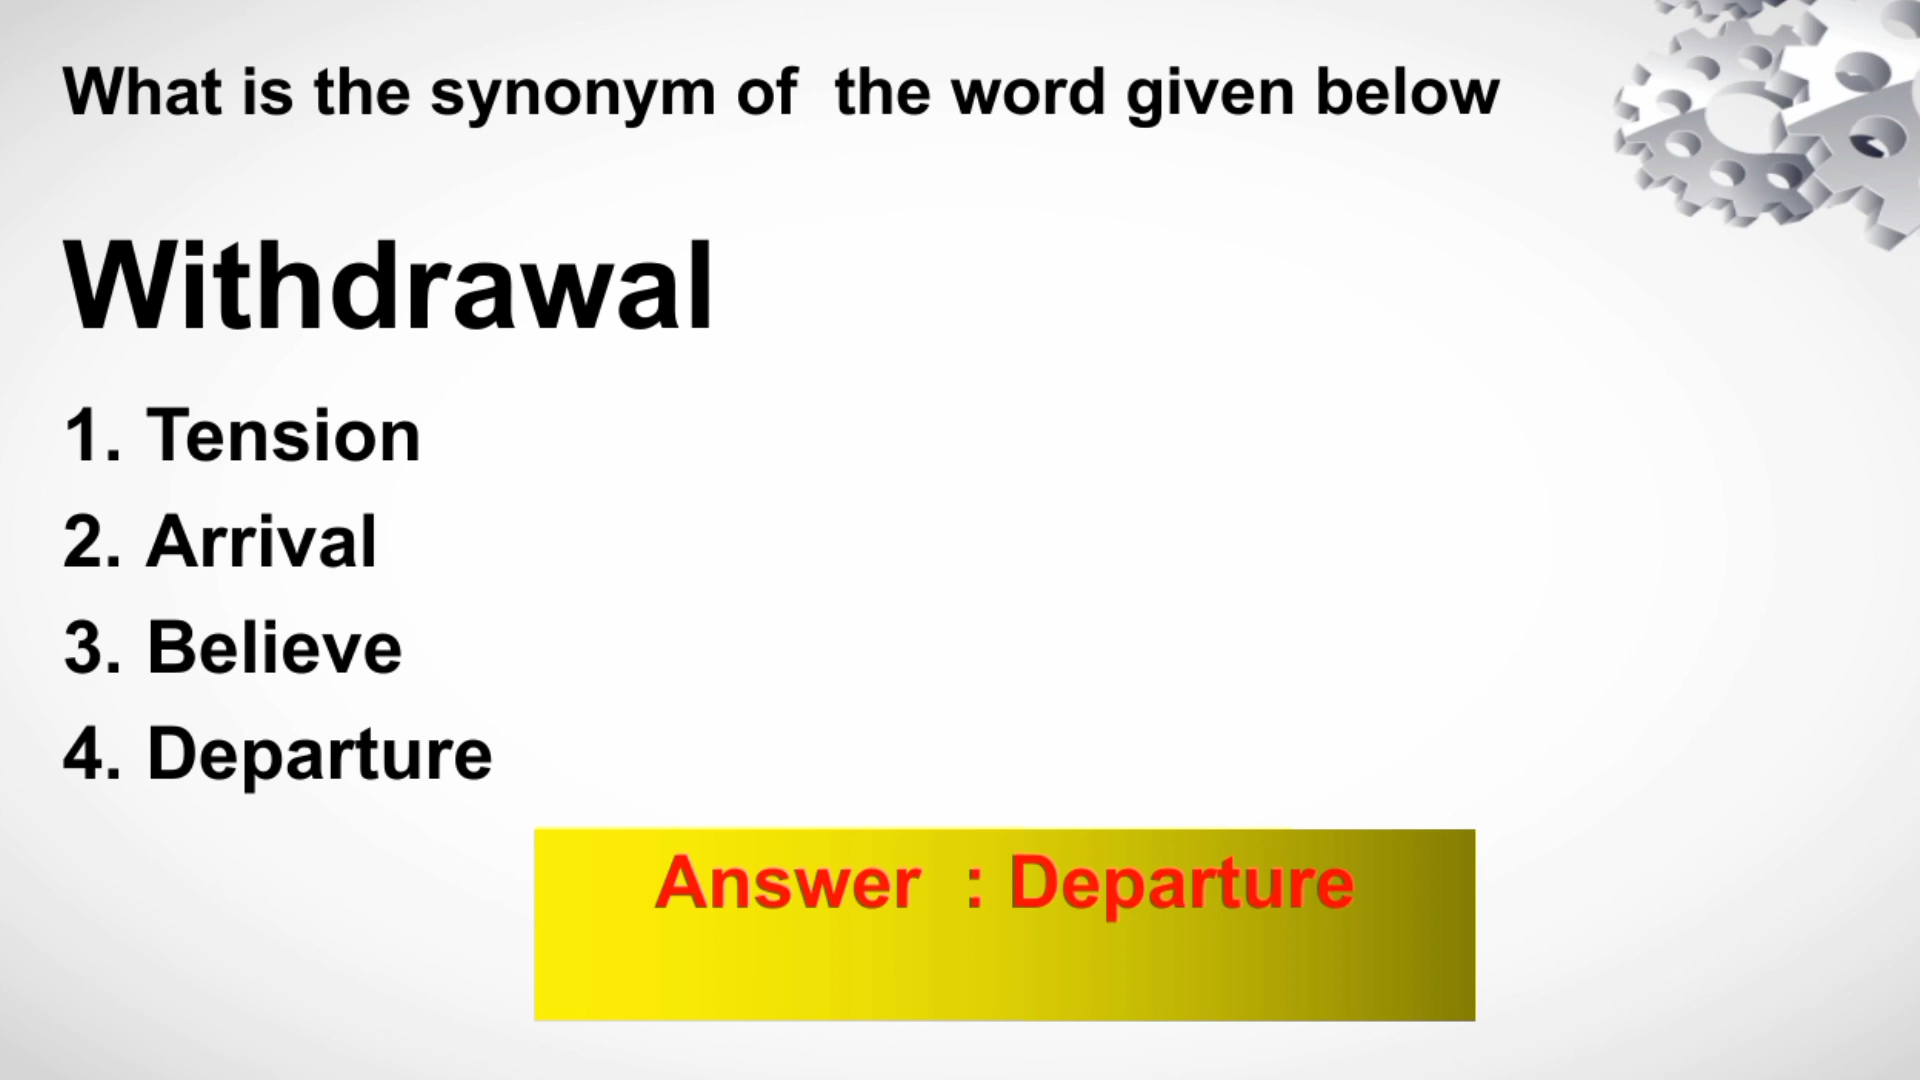 What is the synonym of  the word given below
Withdrawal
1. Tension
2. Arrival
3. Believe
4. Departure
Answer  : Departure